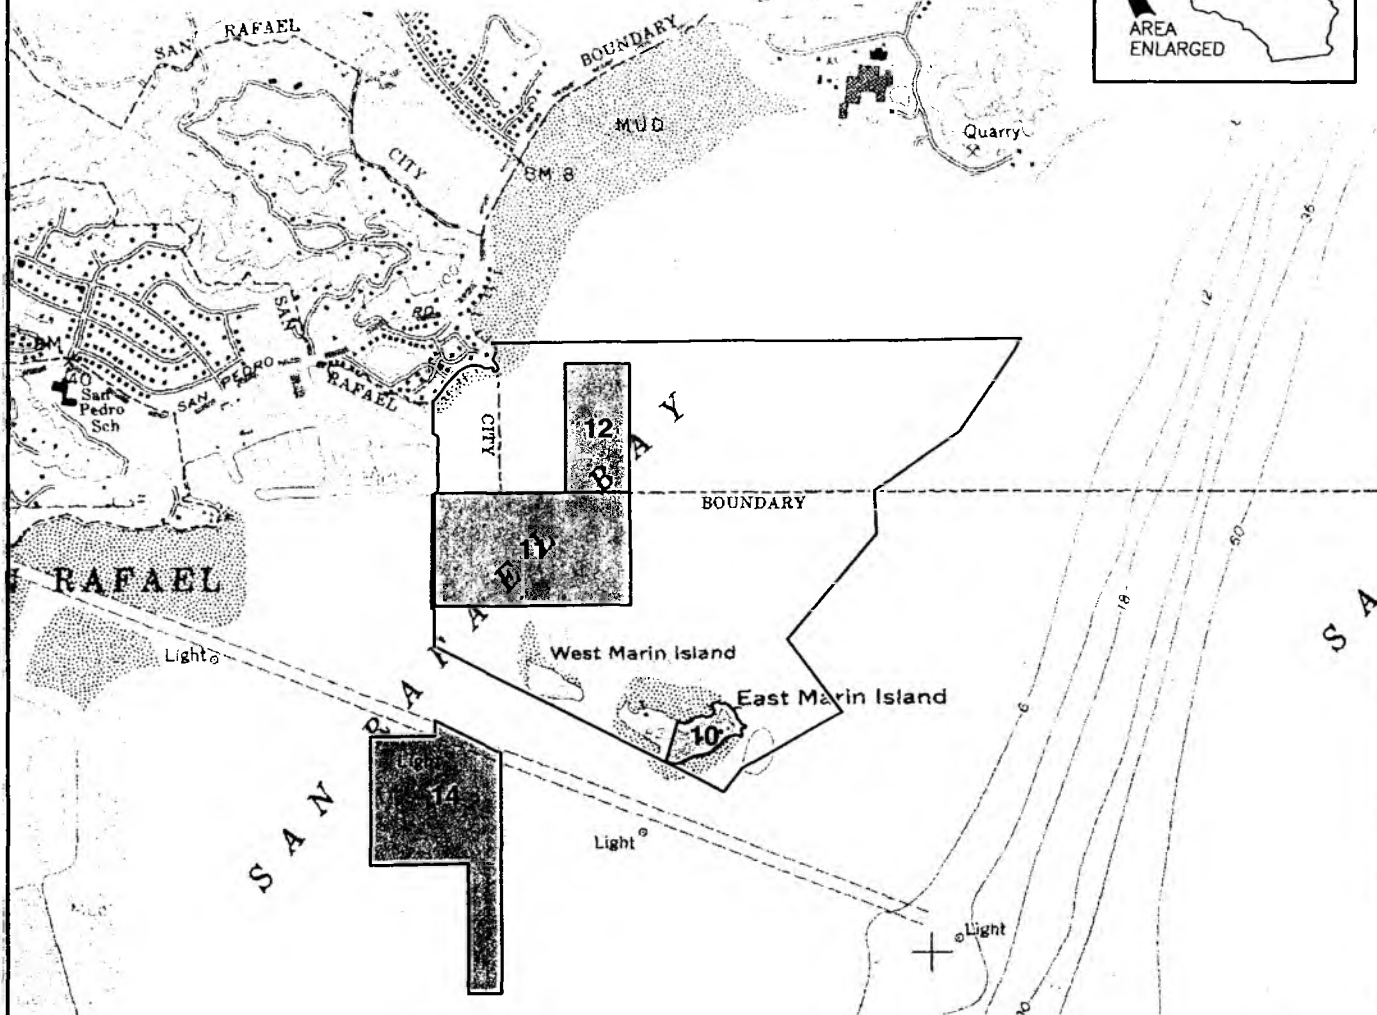 AREA
ENLARGED
SAN
RAFAEL
BOUNDARY
MUD
Quarry
CITY
BM 8
36
12
SAN
RD
BM
40
San
Pedro
Sch
SAN PEDRO
RAFAEL
CITY
12
BOUNDARY
11
RAFAEL
60
18
Light
West Marin Island
East Marin Island
10
6
Light
14
Light
Light
SAN RAFAEL BAY
S A